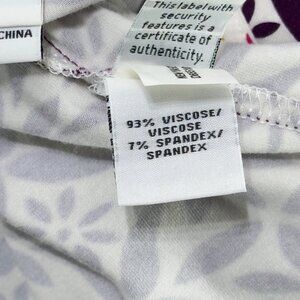 CHINA
This label with
security
features is a
certificate of
authenticity.
93% VISCOSE/
VISCOSE
7% SPANDEX/
SPANDEX